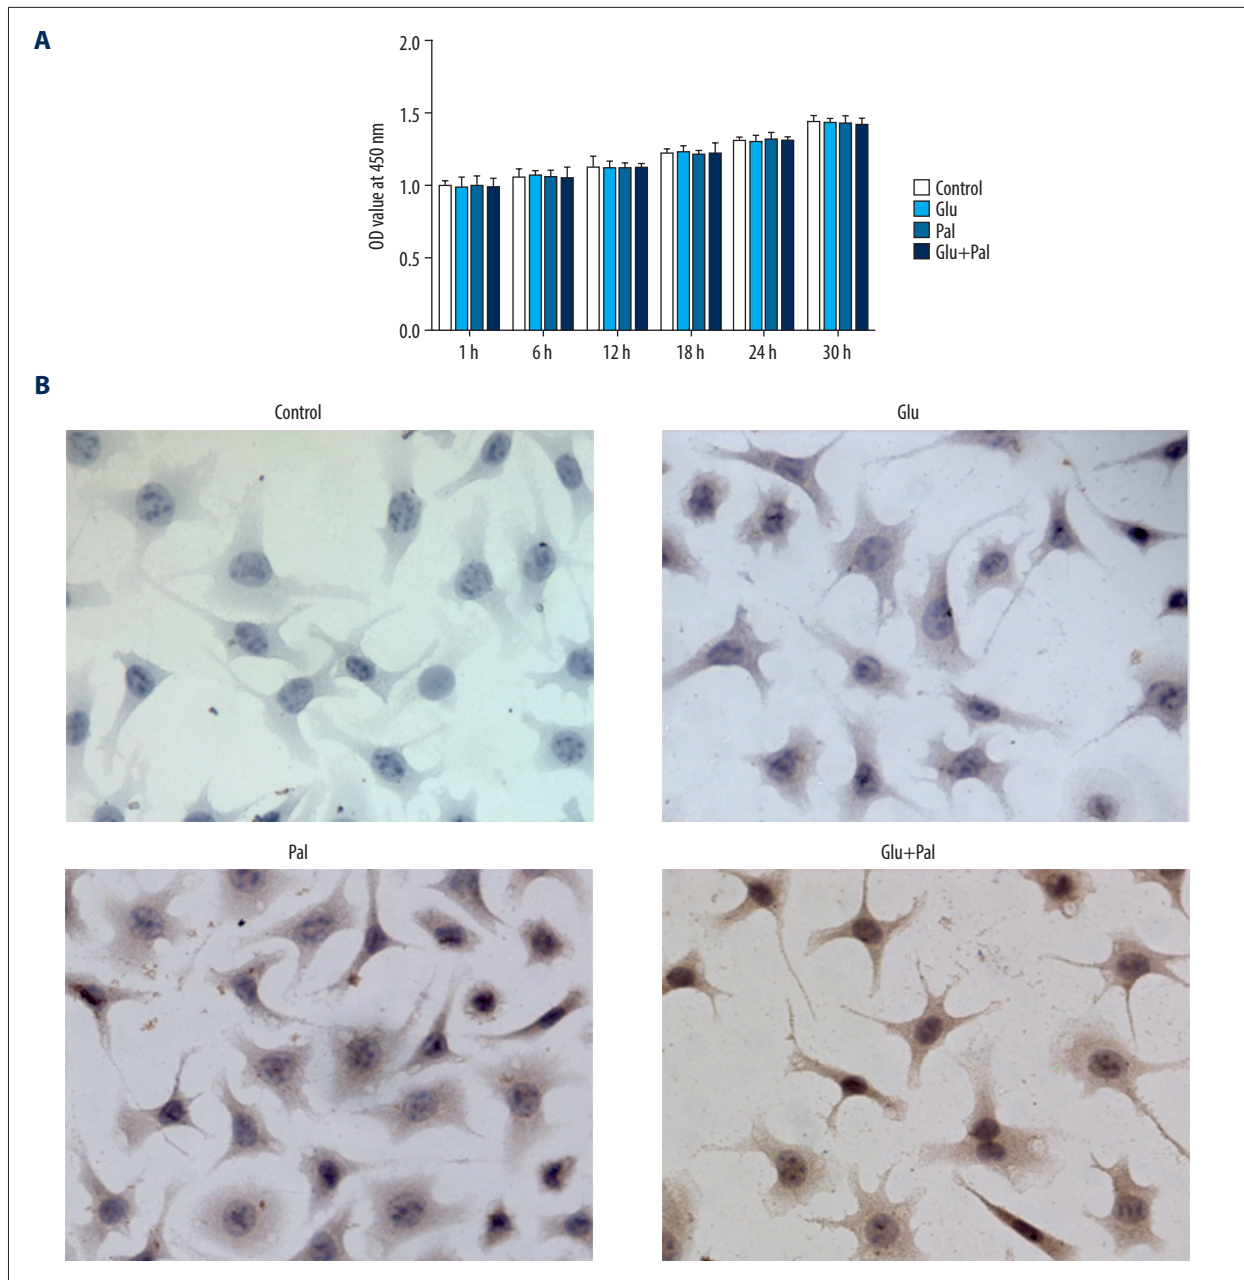 A
OD value at 450 nm
2.0
1.5
1.0
0.5
0.0
1 h
6 h
12 h
18 h
24 h
30 h
Control
Glu
Pal
Glu+Pal
B
Control
Glu
Pal
Glu+Pal